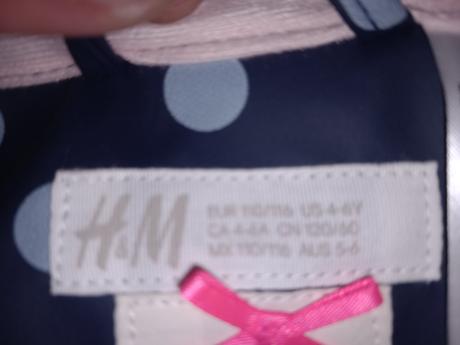 H&M
EUR 110/116 US 4-6Y
CA 4-6A CN 120/60
MX 110/116 AUS 5-6